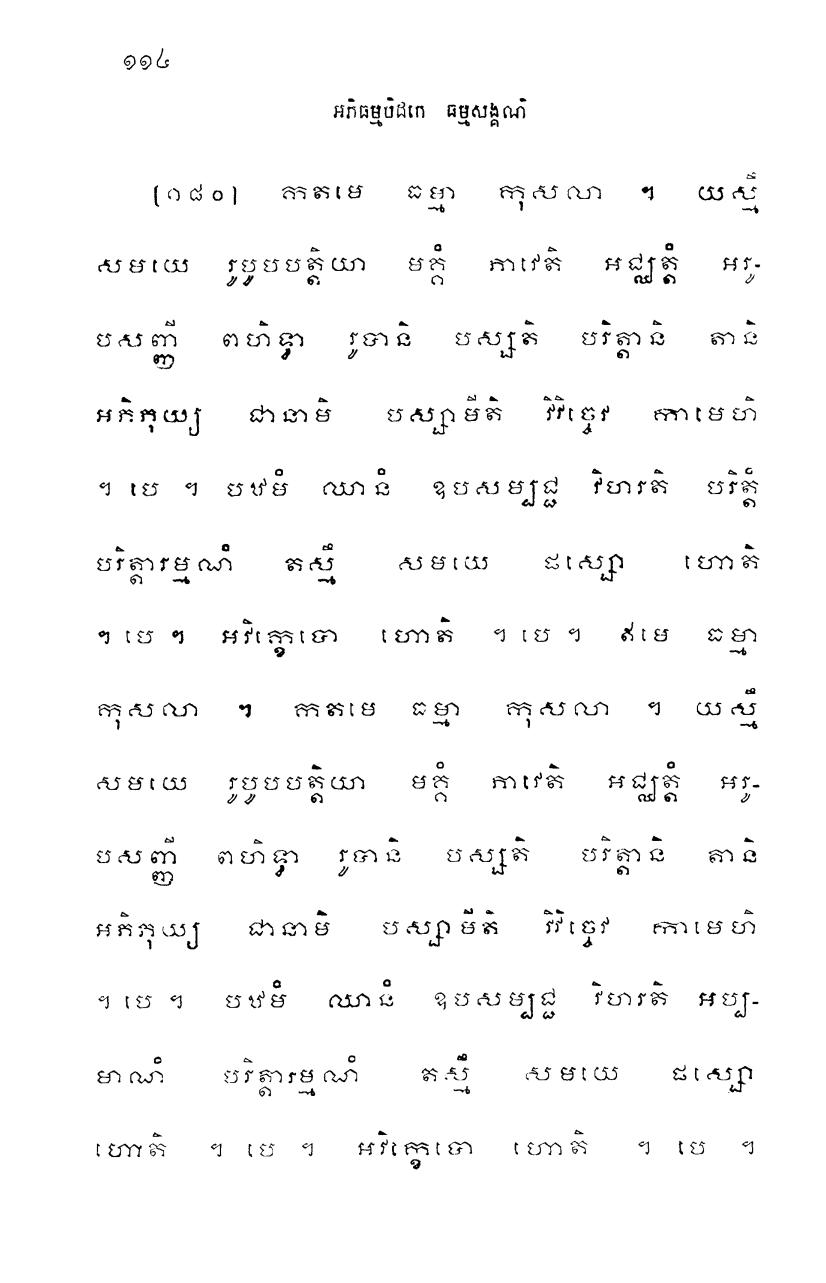 ១១៤
អភិធម្មបិដកេ ធម្មសង្គណិ
(១៨០) កតមេ ធម្មា កុសលា ។ យស្មឹ
សមយេ រូបូបបត្តិយា មគ្គំ ភាវេតិ អជ្ឈត្តំ អរូ-
បសញ្ញី ពហិទ្ធា រូបានិ បស្សតិ បរិត្តានិ តានិ
អភិភុយ្យ ជានាមិ បស្សាមីតិ វិវិច្ចេវ កាមេហិ
។ បេ ។ បឋមំ ឈានំ ឧបសម្បជ្ជ វិហរតិ បរិត្តំ
បរិត្តារម្មណំ តស្មឹ សមយេ ផស្សោ ហោតិ
។ បេ ។ អវិក្ខេបោ ហោតិ ។ បេ ។ ឥមេ ធម្មា
កុសលា ។ កតមេ ធម្មា កុសលា ។ យស្មឹ
សមយេ រូបូបបត្តិយា មគ្គំ ភាវេតិ អជ្ឈត្តំ អរូ-
បសញ្ញី ពហិទ្ធា រូបានិ បស្សតិ បរិត្តានិ តានិ
អភិភុយ្យ ជានាមិ បស្សាមីតិ វិវិច្ចេវ កាមេហិ
។ បេ ។ បឋមំ ឈានំ ឧបសម្បជ្ជ វិហរតិ អប្ប-
មាណំ បរិត្តារម្មណំ តស្មឹ សមយេ ផស្សោ
ហោតិ ។ បេ ។ អវិក្ខេបោ ហោតិ ។ បេ ។